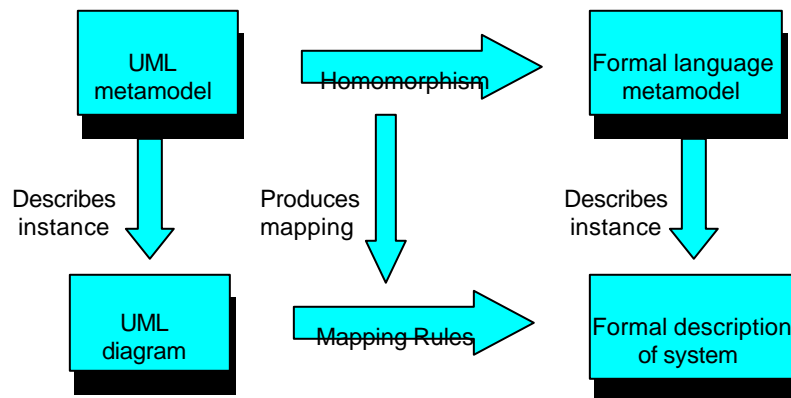 UML
metamodel
Homomorphism
Formal language
metamodel
Describes
instance
Produces
mapping
Describes
instance
UML
diagram
Mapping Rules
Formal description
of system